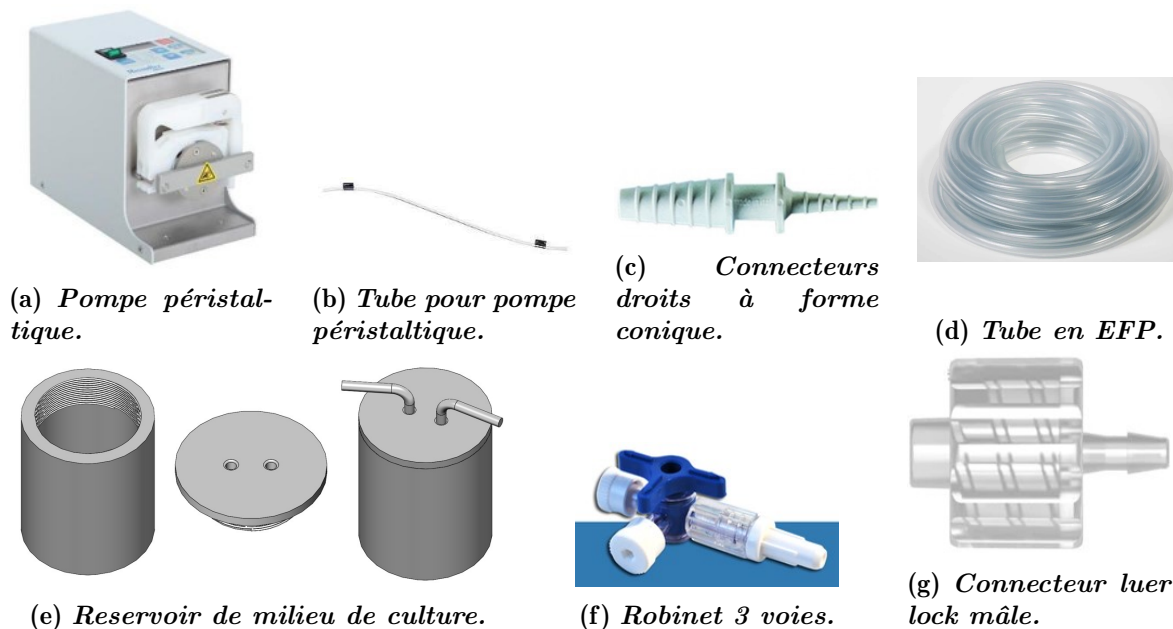 (a) Pompe péristal-
tique.
(b) Tube pour pompe
péristaltique.
(c) Connecteurs
droits à forme
conique.
(d) Tube en EFP.
(e) Reservoir de milieu de culture.
(f) Robinet 3 voies.
(g) Connecteur luer
lock mâle.